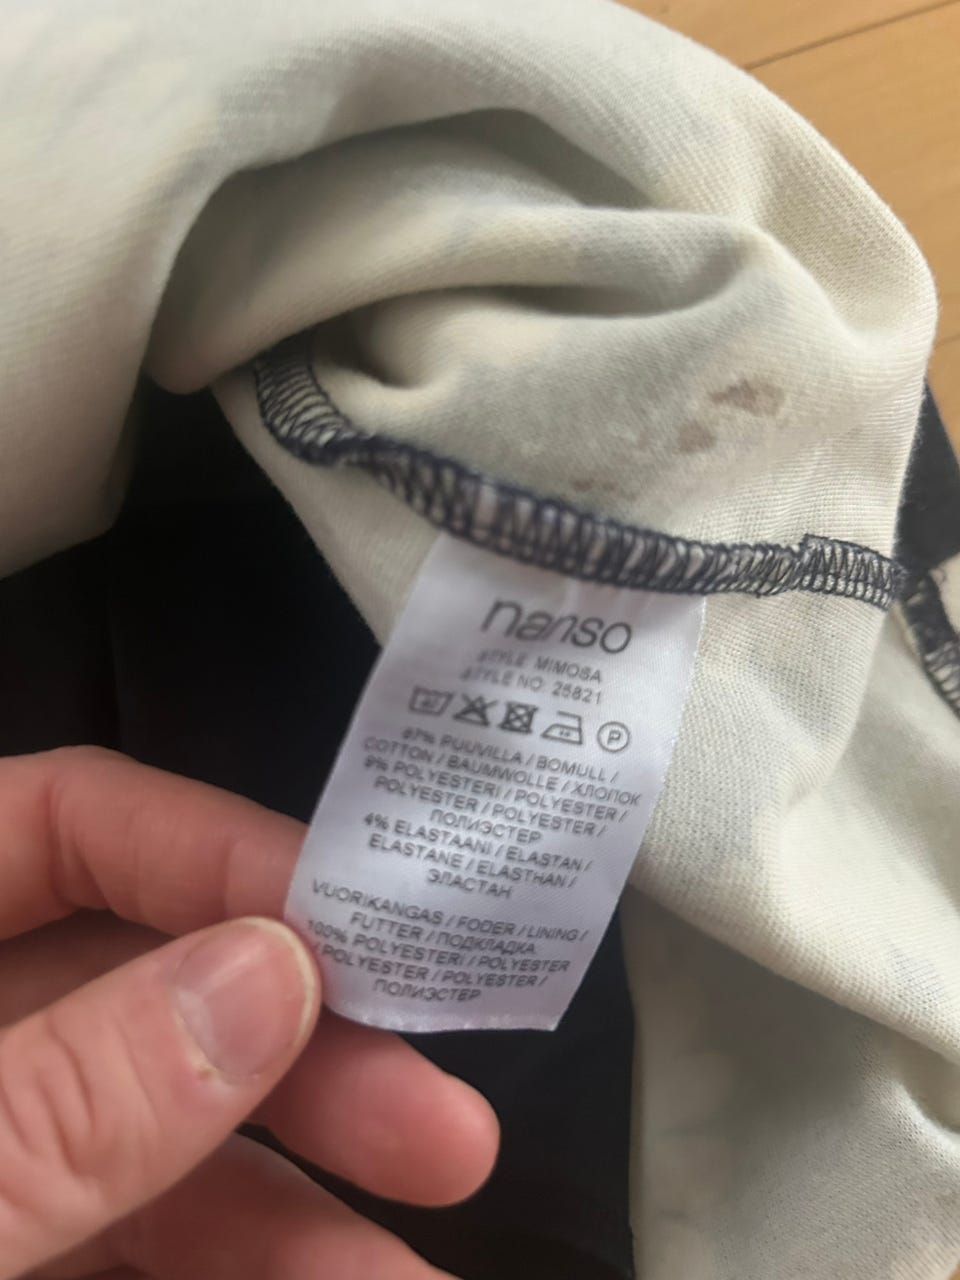 nanso
STYLE MIMOSA
STYLE NO: 25821
P
87% PUUVILLA / BOMULL /
COTTON / BAUMWOLLE / ХЛОПОК
9% POLYESTERI / POLYESTER /
POLYESTER / POLYESTER /
ПОЛИЭСТЕР
4% ELASTAANI / ELASTAN /
ELASTANE / ELASTHAN /
ЭЛАСТАН
VUORIKANGAS / FODER / LINING /
FUTTER / ПОДКЛАДКА
100% POLYESTERI / POLYESTER
/ POLYESTER / POLYESTER /
ПОЛИЭСТЕР